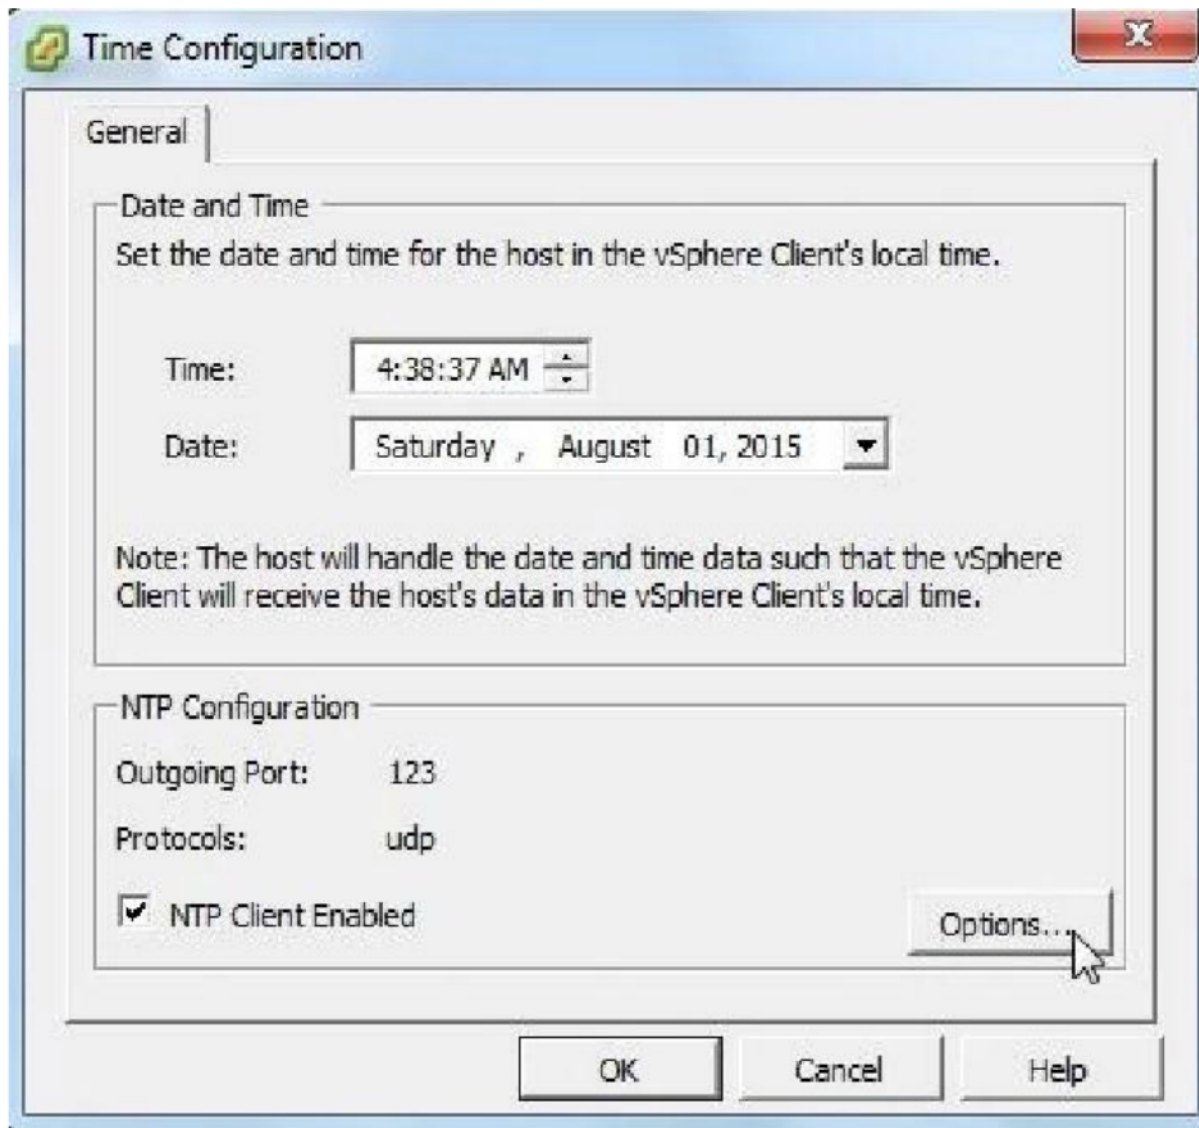 Time Configuration
General
Date and Time
Set the date and time for the host in the vSphere Client's local time.
Time: 4:38:37 AM
Date: Saturday , August 01, 2015
Note: The host will handle the date and time data such that the vSphere
Client will receive the host's data in the vSphere Client's local time.
NTP Configuration
Outgoing Port: 123
Protocols: udp
NTP Client Enabled
Options...
OK Cancel Help